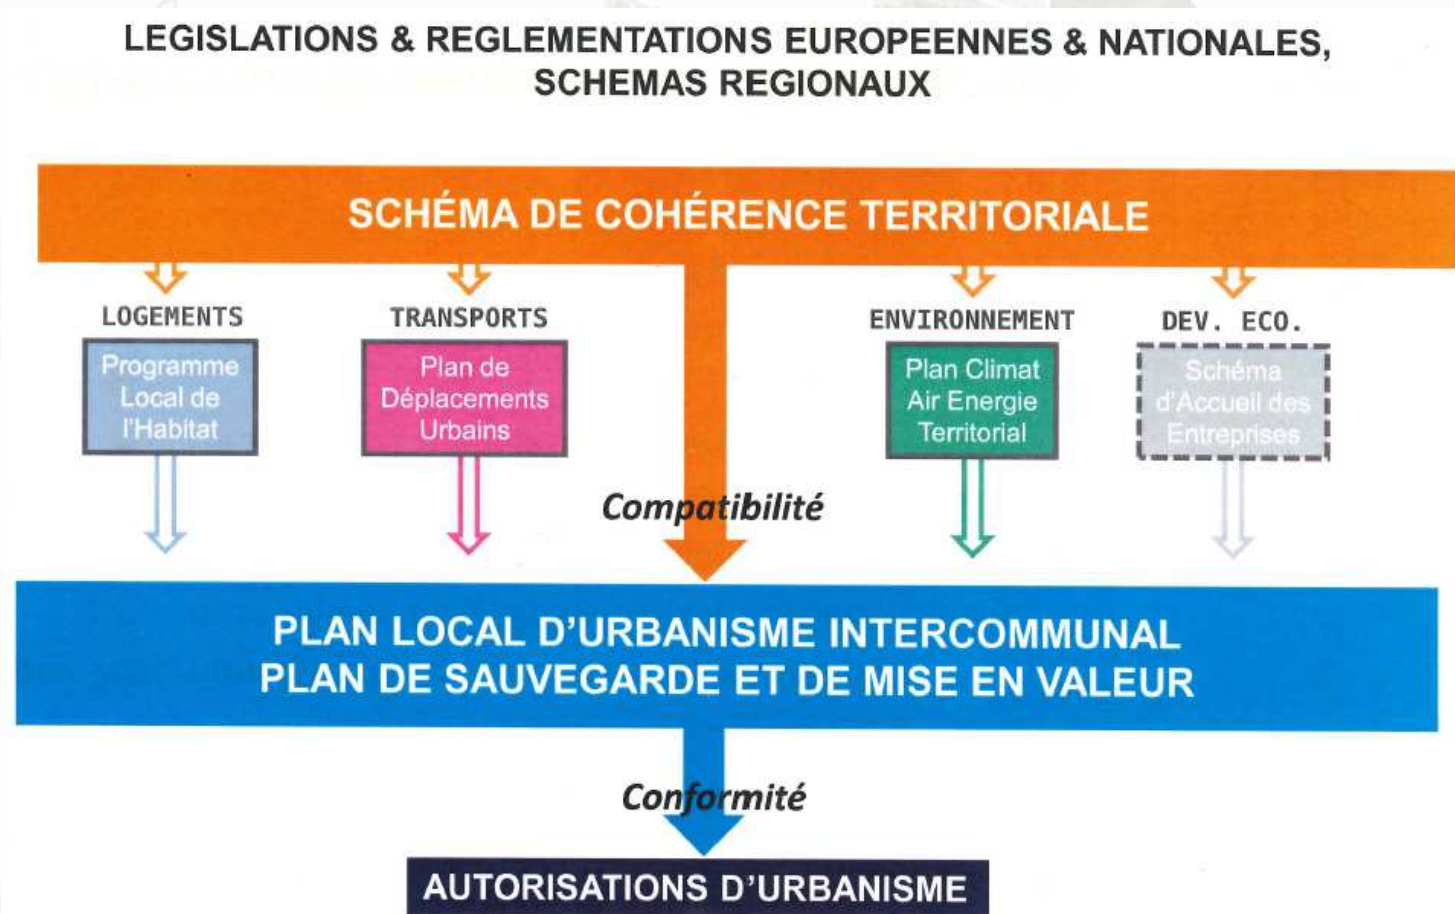 LEGISLATIONS & REGLEMENTATIONS EUROPEENNES & NATIONALES,
SCHEMAS REGIONAUX
SCHÉMA DE COHÉRENCE TERRITORIALE
LOGEMENTS
Programme
Local de
l'Habitat
TRANSPORTS
Plan de
Déplacements
Urbains
ENVIRONNEMENT
Plan Climat
Air Energie
Territorial
DEV. ECO.
Schéma
d'Accueil des
Entreprises
Compatibilité
PLAN LOCAL D'URBANISME INTERCOMMUNAL
PLAN DE SAUVEGARDE ET DE MISE EN VALEUR
Conformité
AUTORISATIONS D'URBANISME